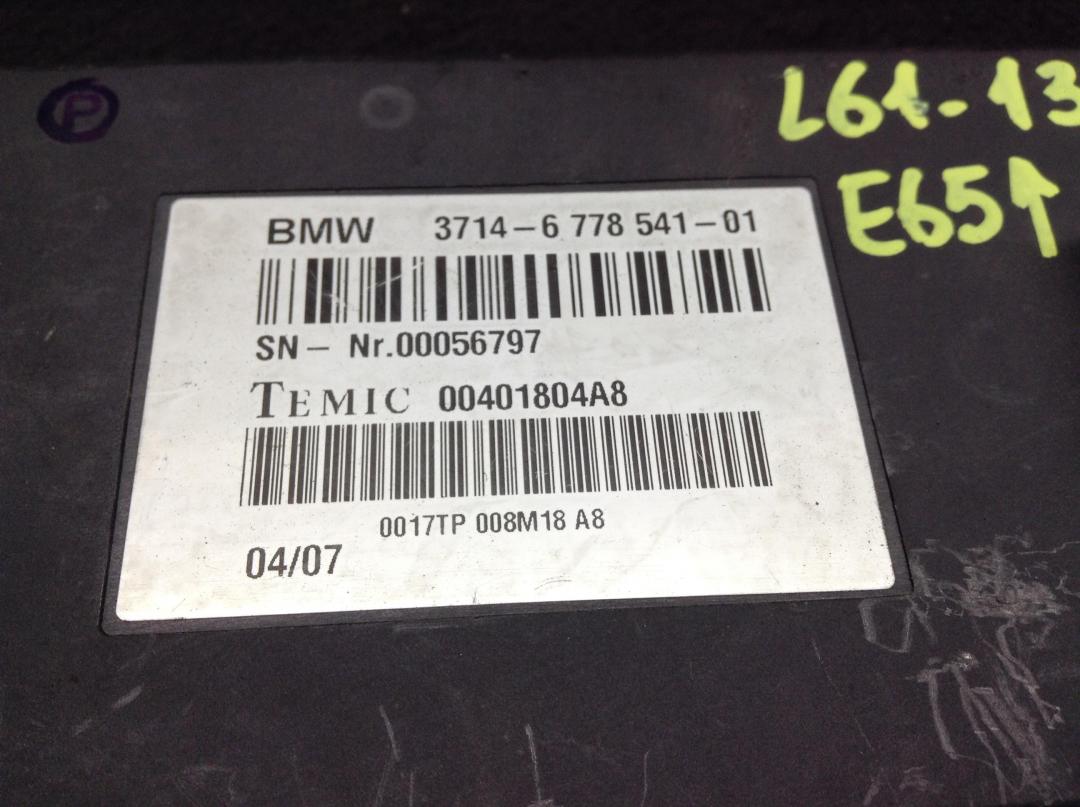 P
L61-13
E65↑
BMW 3714-6 778 541-01
SN- Nr.00056797
TEMIC 00401804A8
0017TP 008M18 A8
04/07